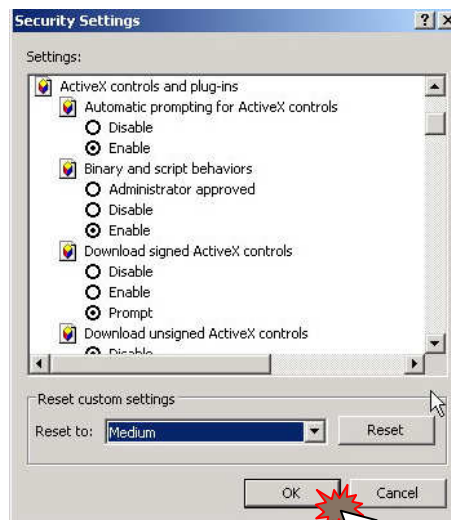 Security Settings
Settings:
ActiveX controls and plug-ins
Automatic prompting for ActiveX controls
Disable
Enable
Binary and script behaviors
Administrator approved
Disable
Enable
Download signed ActiveX controls
Disable
Enable
Prompt
Download unsigned ActiveX controls
Disable
Reset custom settings
Reset to: Medium Reset
OK Cancel